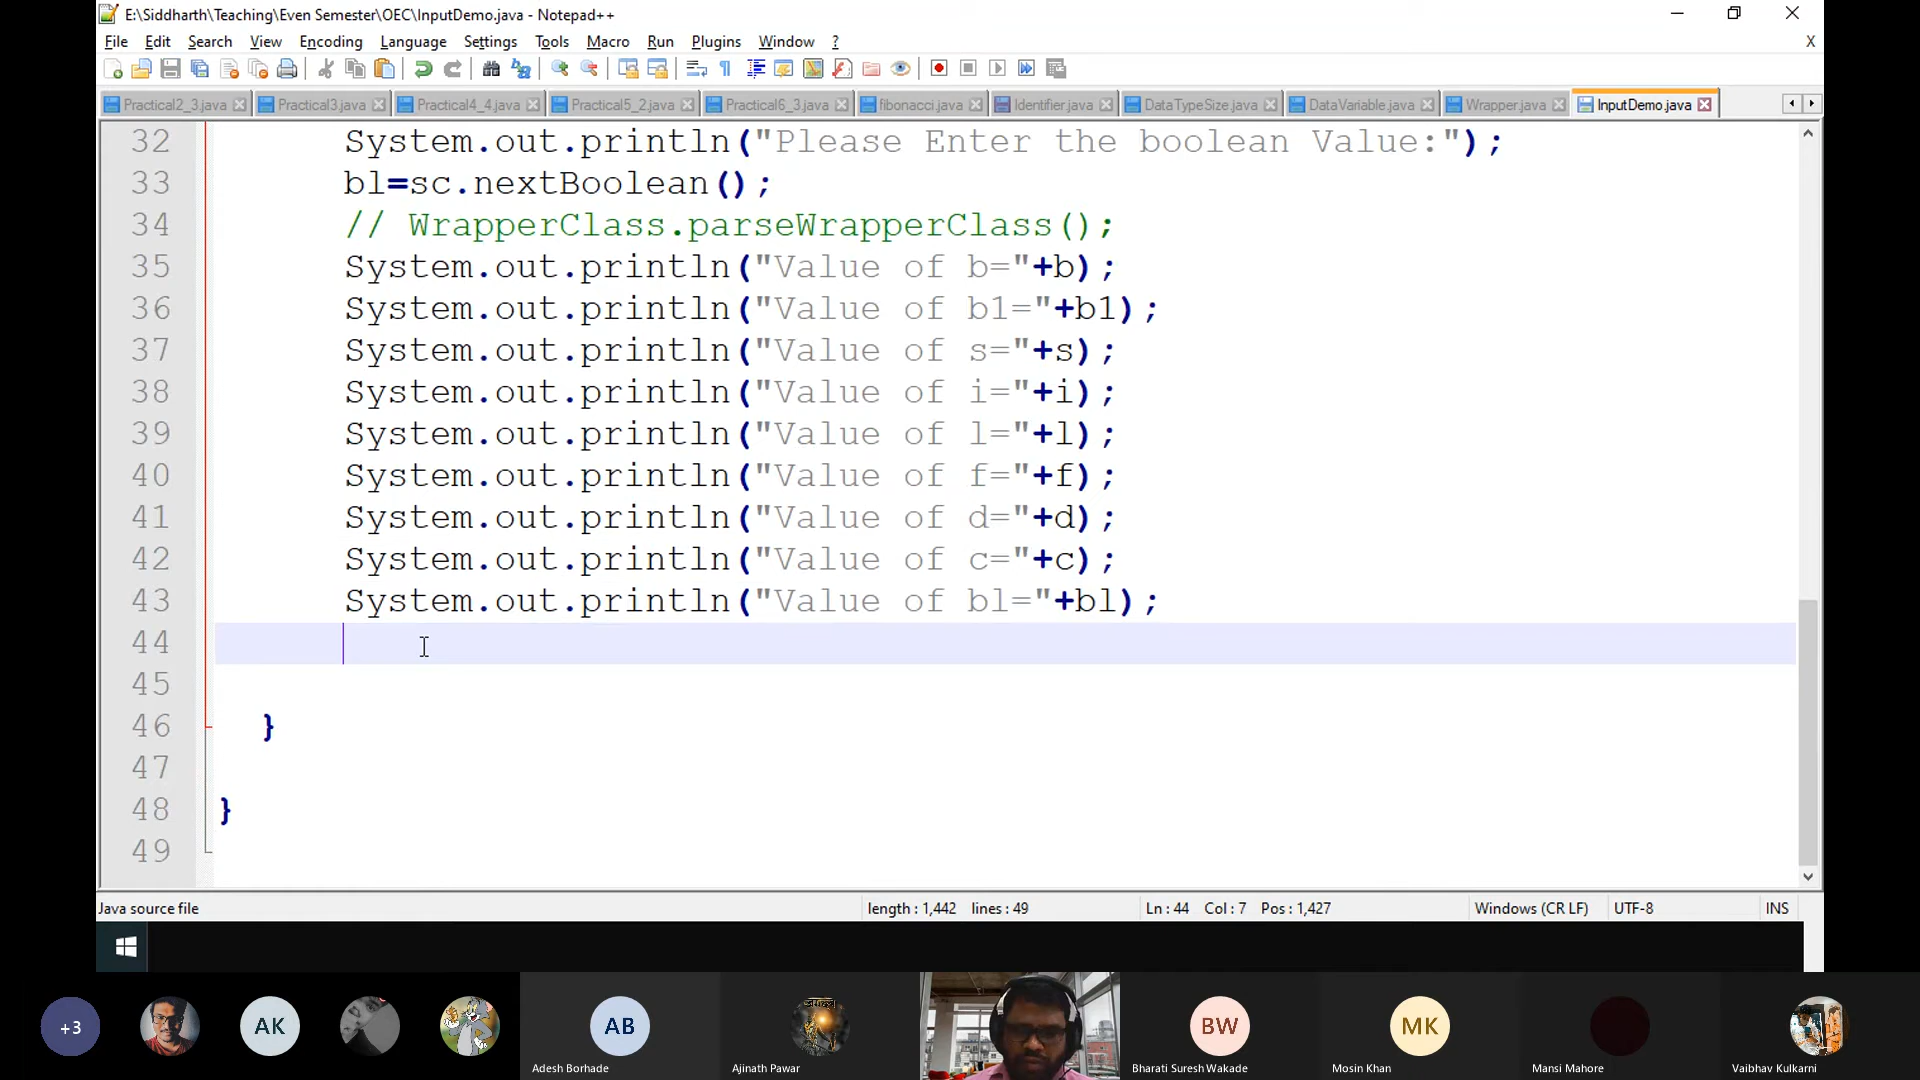 E:\Siddharth\Teaching\Even Semester\OEC\InputDemo.java - Notepad++
File Edit Search View Encoding Language Settings Tools Macro Run Plugins Window ? X
Practical2_3.java Practical3.java Practical4_4.java Practical5_2.java Practical6_3.java fibonacci.java Identifier.java DataTypeSize.java DataVariable.java Wrapper.java InputDemo.java
32 System.out.println("Please Enter the boolean Value:");
33 bl=sc.nextBoolean();
34 // WrapperClass.parseWrapperClass();
35 System.out.println("Value of b="+b);
36 System.out.println("Value of b1="+b1);
37 System.out.println("Value of s="+s);
38 System.out.println("Value of i="+i);
39 System.out.println("Value of l="+l);
40 System.out.println("Value of f="+f);
41 System.out.println("Value of d="+d);
42 System.out.println("Value of c="+c);
43 System.out.println("Value of bl="+bl);
44
45
46 }
47
48 }
49
Java source file length : 1,442 lines : 49 Ln : 44 Col : 7 Pos : 1,427 Windows (CR LF) UTF-8 INS
+3 AK AB BW MK
Adesh Borhade Ajinath Pawar Bharati Suresh Wakade Mosin Khan Mansi Mahore Vaibhav Kulkarni